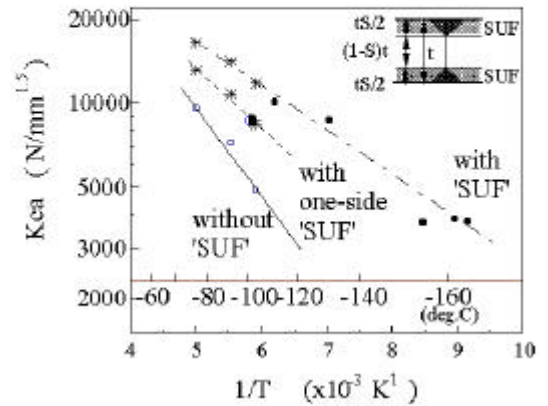 tS/2
SUF
(1-S)t
t
tS/2
SUF
20000
10000
5000
3000
2000
Kca ( N/mm^1.5 )
with
'SUF'
with
one-side
'SUF'
without
'SUF'
-60 -80 -100 -120 -140 -160
(deg.C)
4 5 6 7 8 9 10
1/T (x10^-3 K^1)